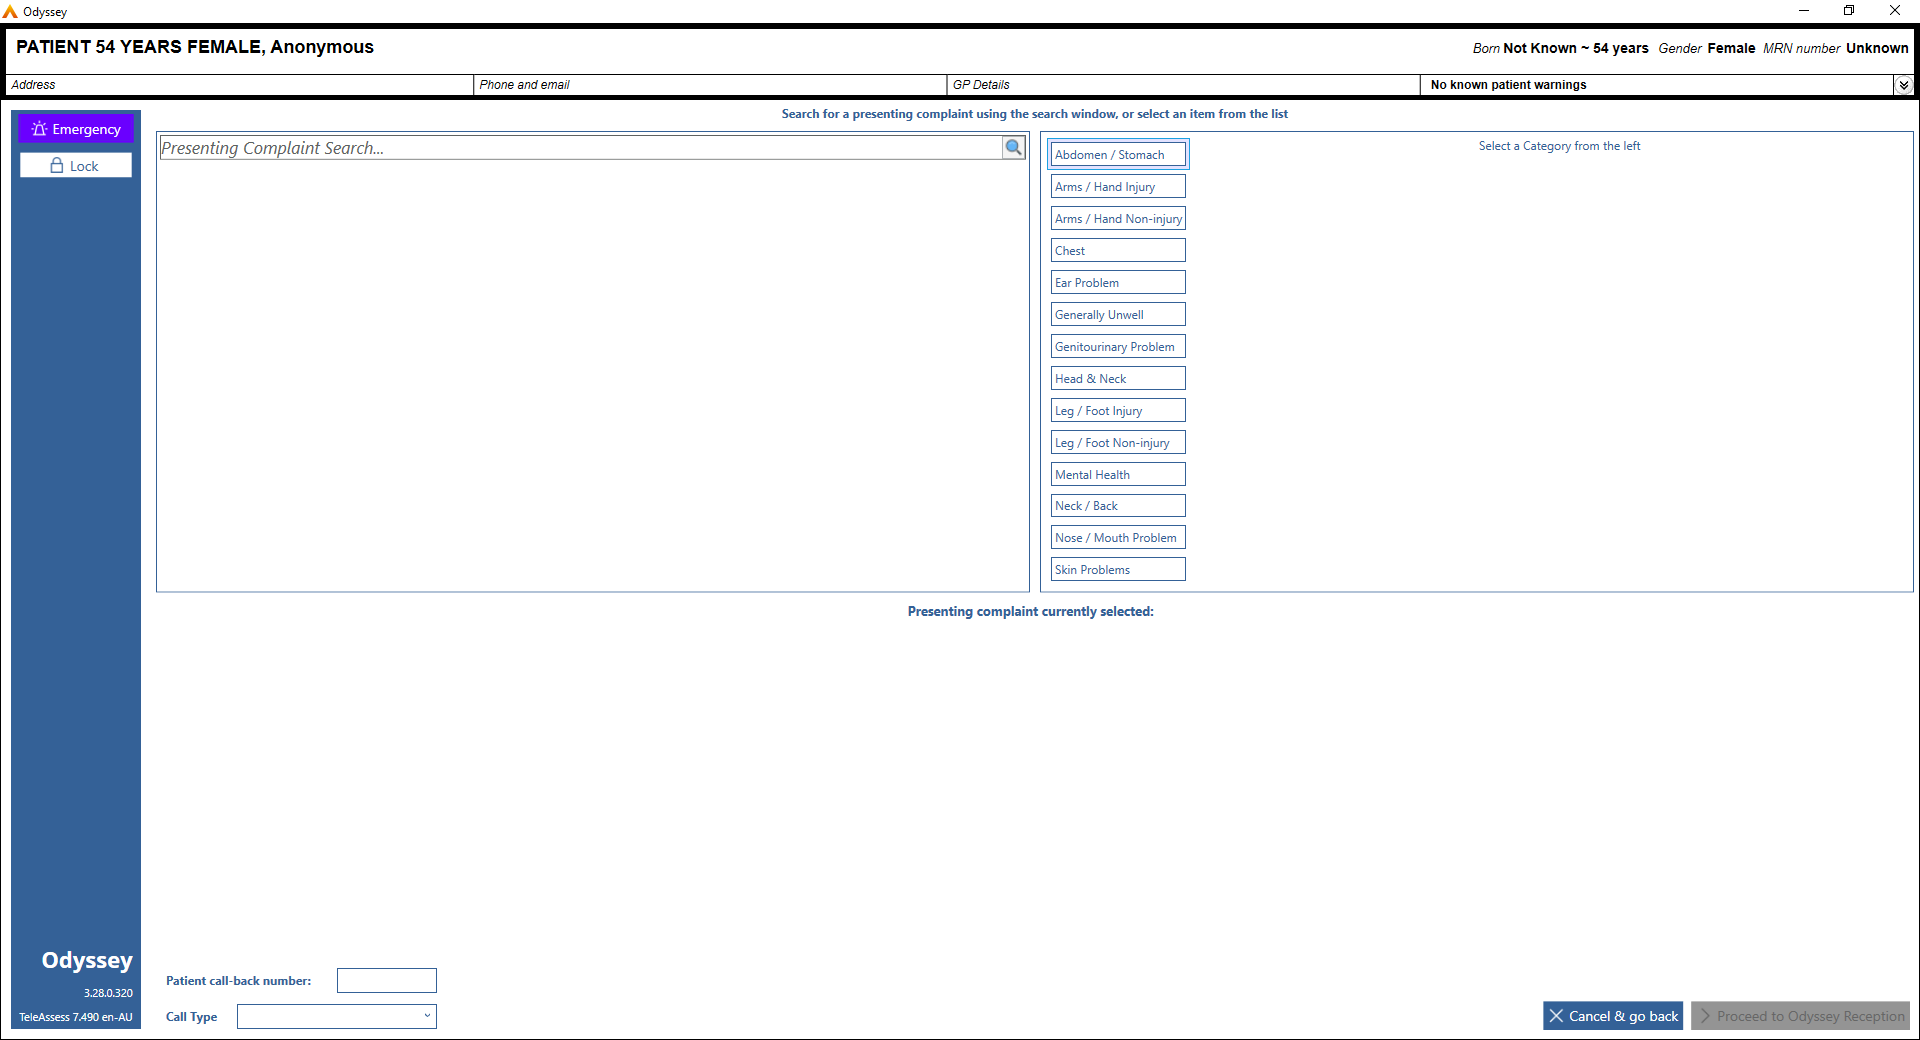 Odyssey
PATIENT 54 YEARS FEMALE, Anonymous
Born Not Known ~ 54 years Gender Female MRN number Unknown
Address
Phone and email
GP Details
No known patient warnings
Emergency
Lock
Search for a presenting complaint using the search window, or select an item from the list
Presenting Complaint Search...
Abdomen / Stomach
Arms / Hand Injury
Arms / Hand Non-injury
Chest
Ear Problem
Generally Unwell
Genitourinary Problem
Head & Neck
Leg / Foot Injury
Leg / Foot Non-injury
Mental Health
Neck / Back
Nose / Mouth Problem
Skin Problems
Select a Category from the left
Presenting complaint currently selected:
Odyssey
3.28.0.320
TeleAssess 7.490 en-AU
Patient call-back number:
Call Type
Cancel & go back
Proceed to Odyssey Reception